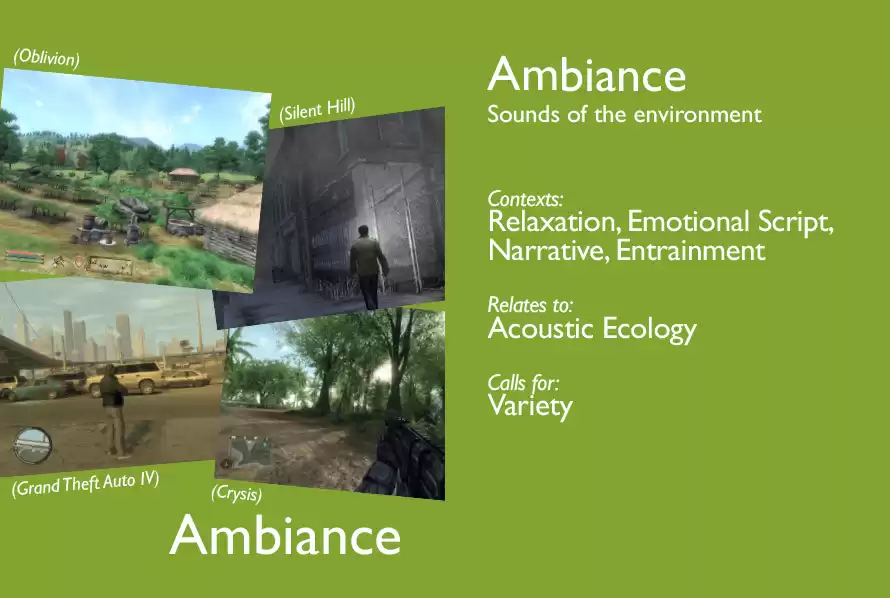 (Oblivion)
(Silent Hill)
(Grand Theft Auto IV)
(Crysis)
Ambiance
Ambiance
Sounds of the environment
Contexts:
Relaxation, Emotional Script,
Narrative, Entrainment
Relates to:
Acoustic Ecology
Calls for:
Variety